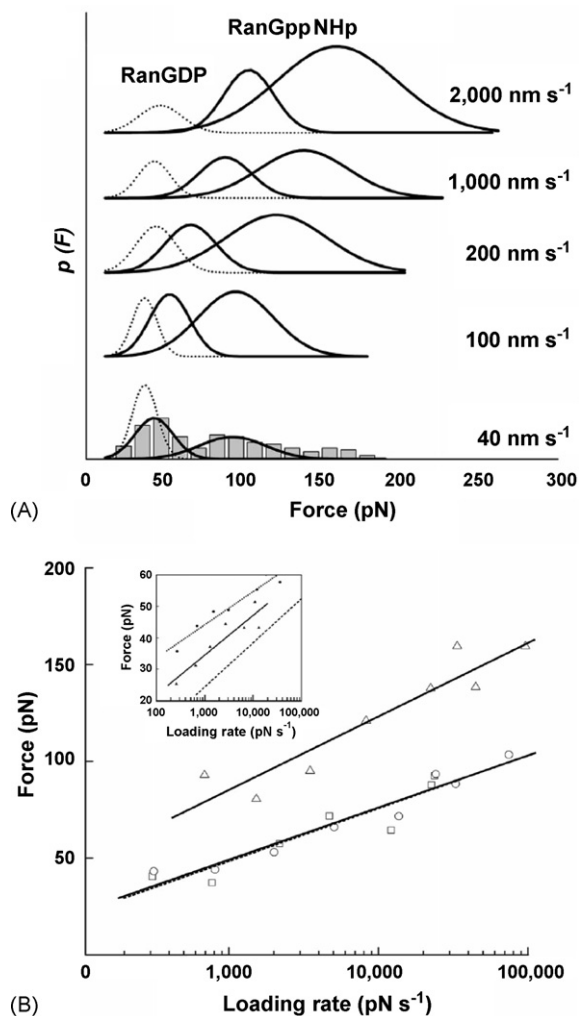 RanGpp NHp
RanGDP
2,000 nm s⁻¹
1,000 nm s⁻¹
200 nm s⁻¹
100 nm s⁻¹
40 nm s⁻¹
p (F)
0 50 100 150 200 250 300
Force (pN)
(A)
200
150
100
50
Force (pN)
60
50
40
30
20
Force (pN)
100 1,000 10,000 100,000
Loading rate (pN s⁻¹)
0 1,000 10,000 100,000
Loading rate (pN s⁻¹)
(B)